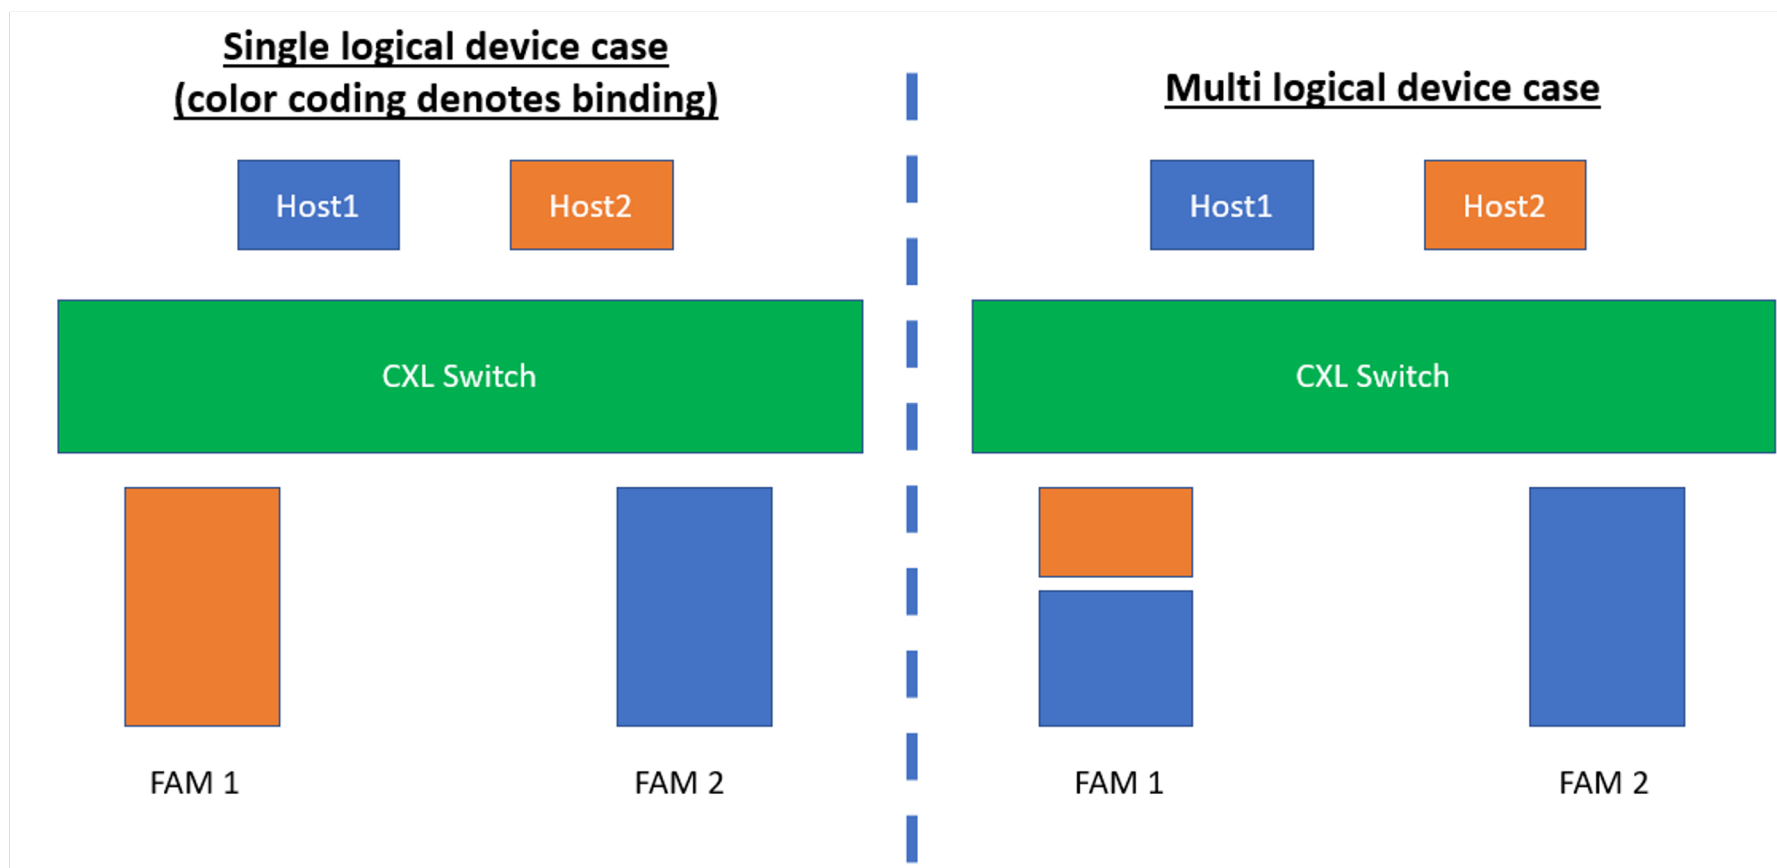 Single logical device case
(color coding denotes binding)
Host1
Host2
CXL Switch
FAM 1
FAM 2
Multi logical device case
Host1
Host2
CXL Switch
FAM 1
FAM 2